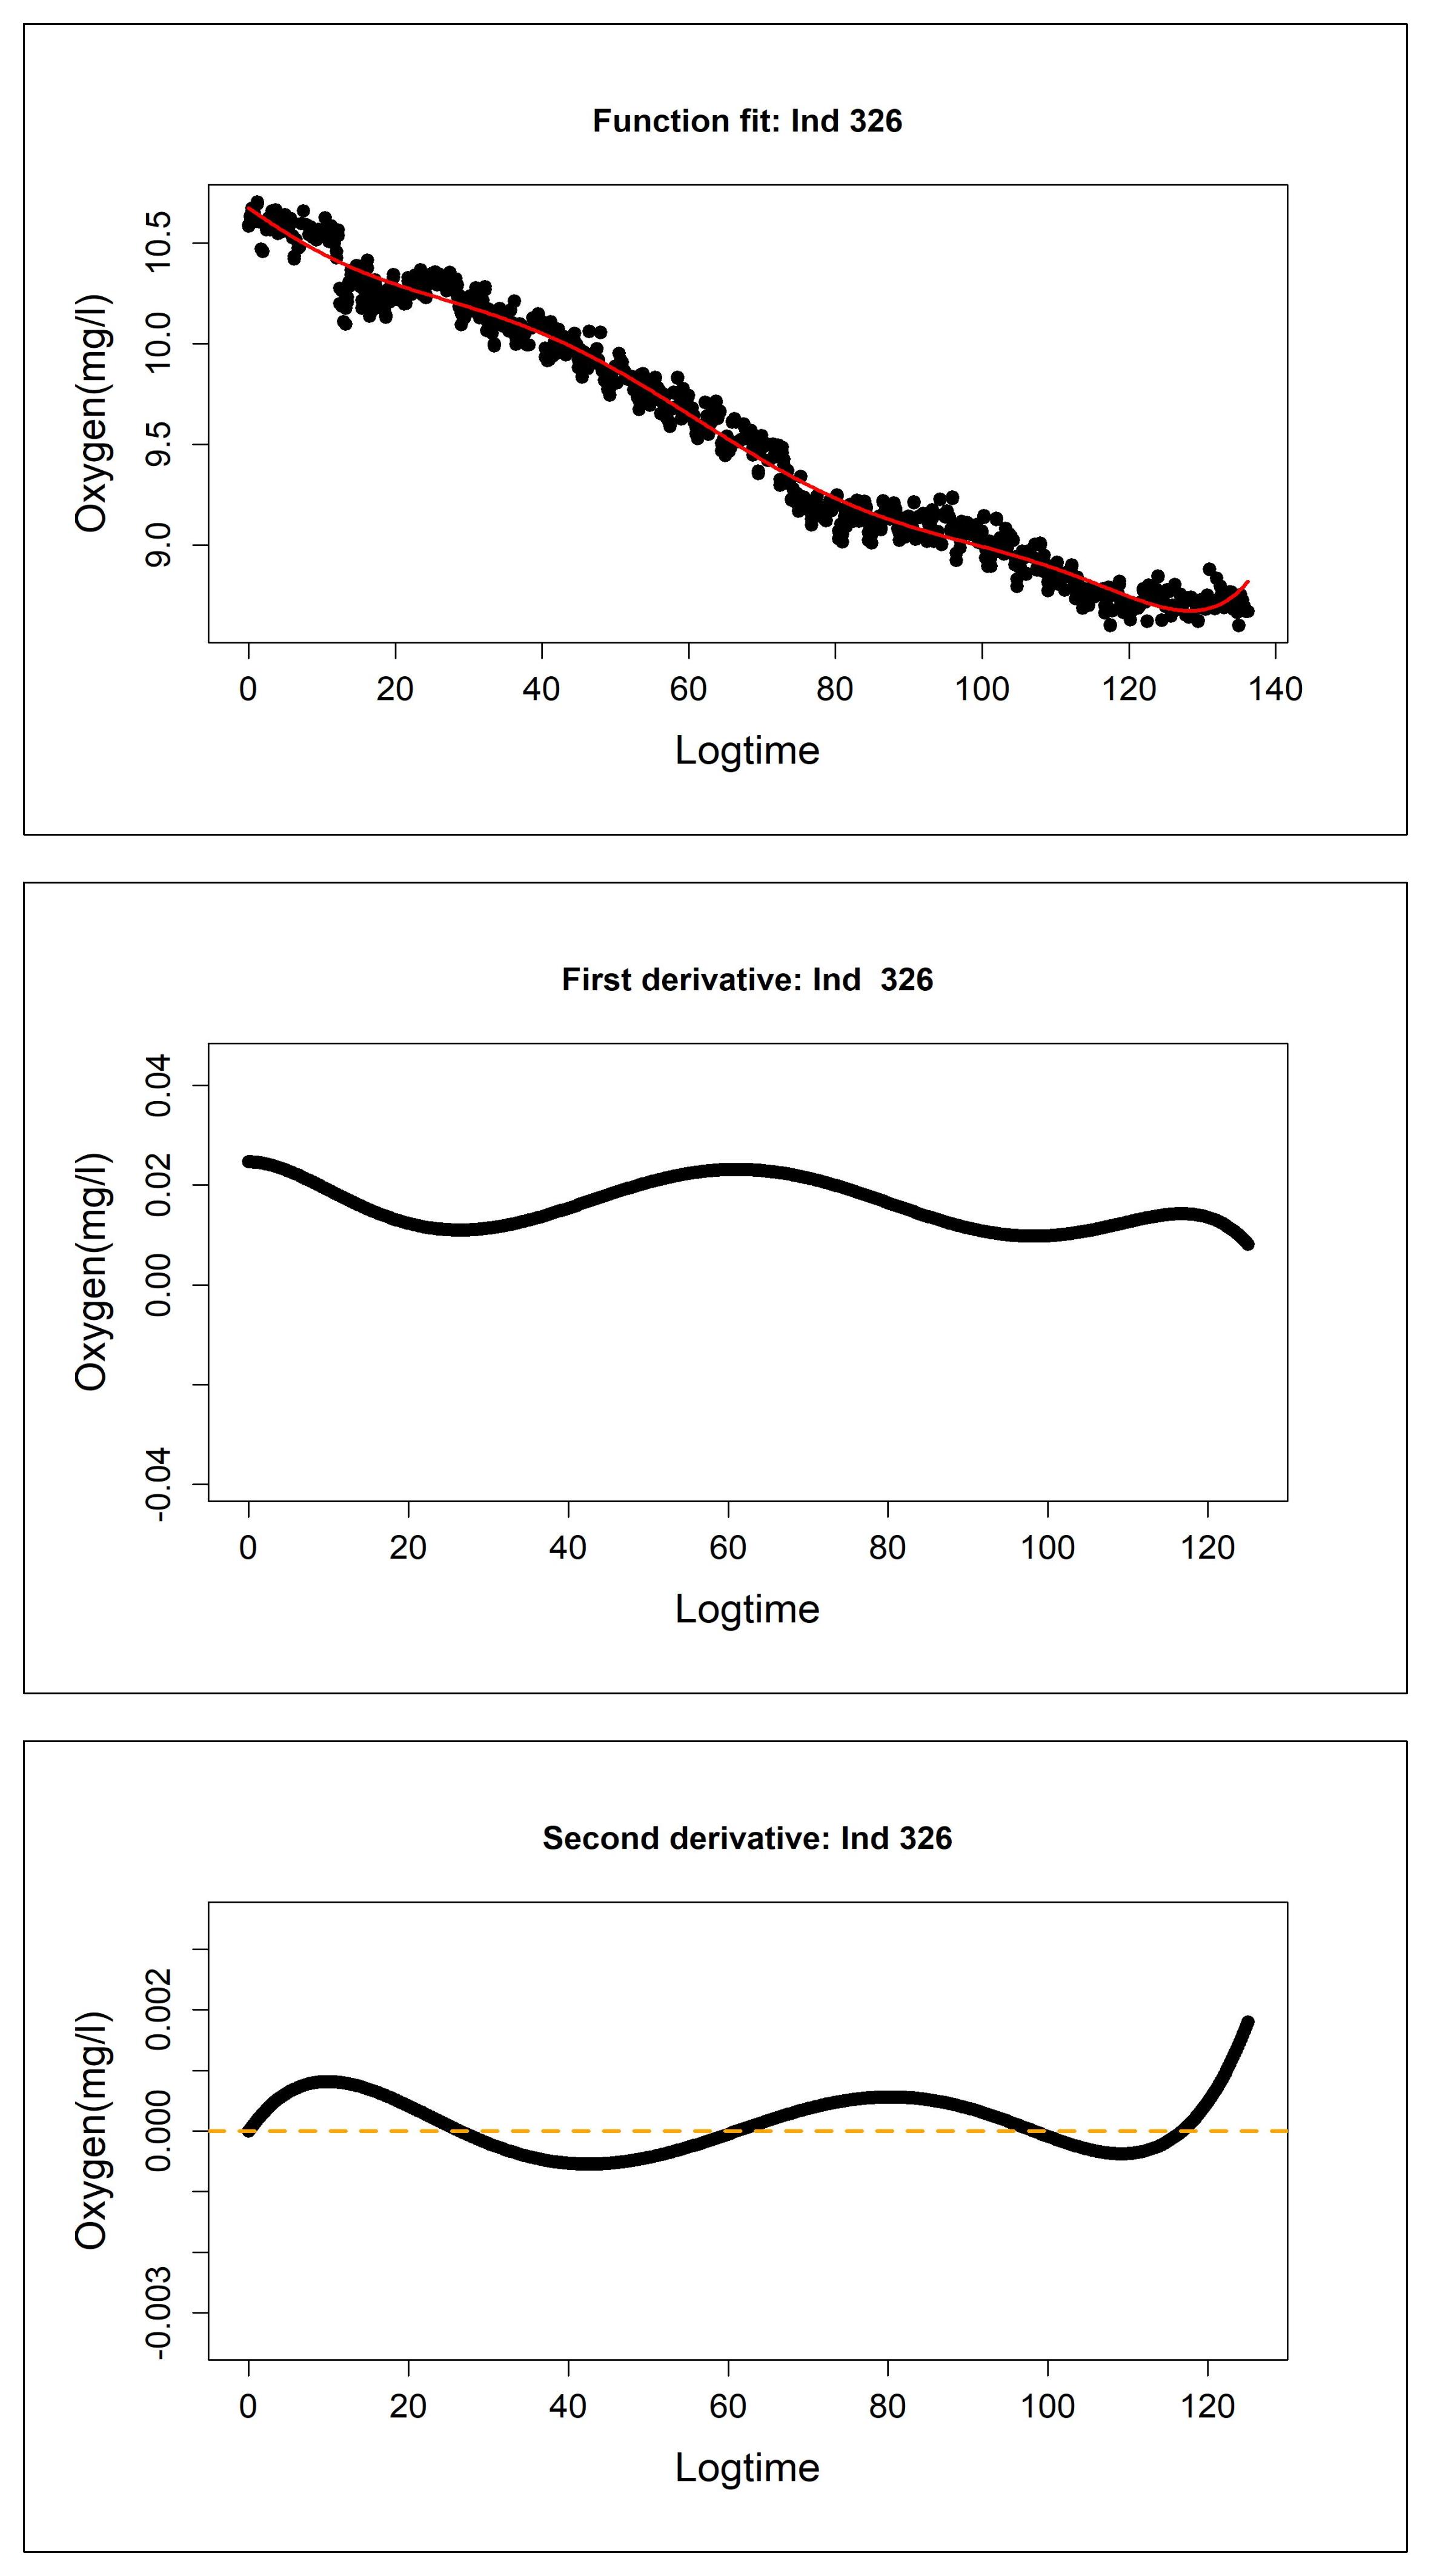 Function fit: Ind 326
Oxygen(mg/l)
10.5
10.0
9.5
9.0
0 20 40 60 80 100 120 140
Logtime
First derivative: Ind  326
Oxygen(mg/l)
0.04
0.02
0.00
-0.04
0 20 40 60 80 100 120
Logtime
Second derivative: Ind 326
Oxygen(mg/l)
0.002
0.000
-0.003
0 20 40 60 80 100 120
Logtime